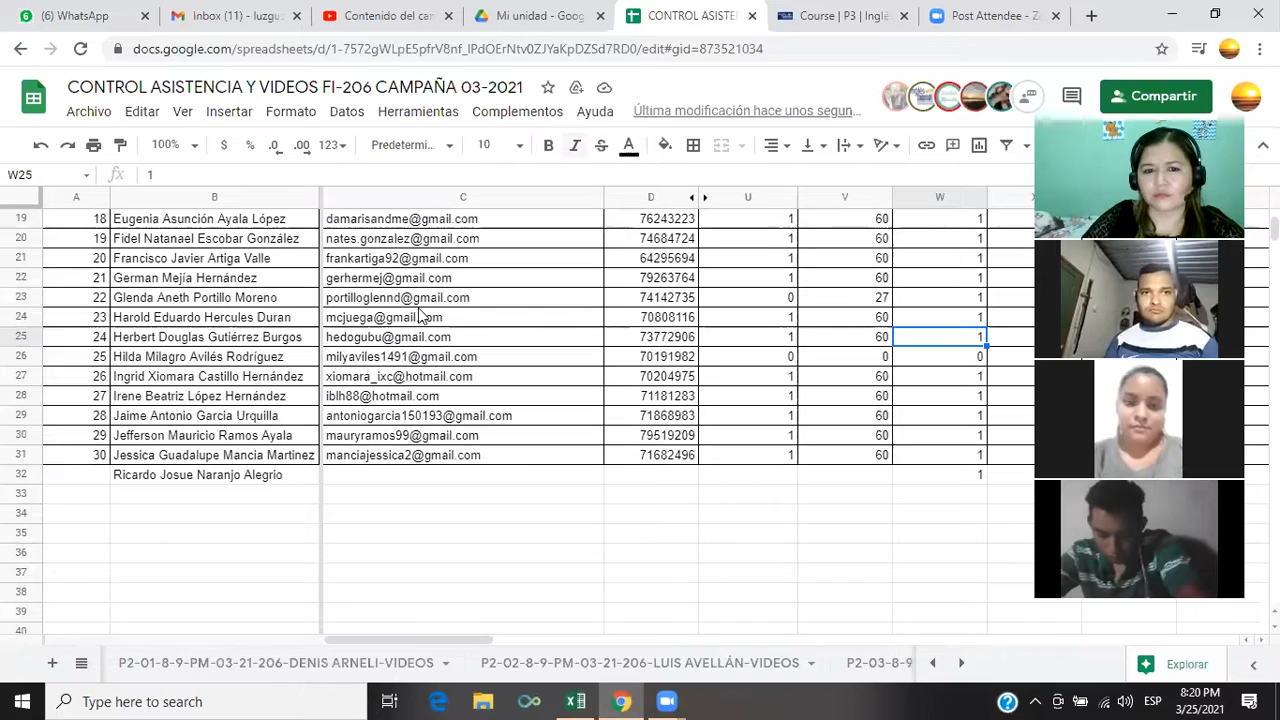 (6) WhatsApp
Inbox (11) - luzgu
Contenido del can
Mi unidad - Goog
CONTROL ASISTE
Course | P3 | Inglé
Post Attendee - Z
docs.google.com/spreadsheets/d/1-7572gWLpE5pfrV8nf_lPdOErNtv0ZJYaKpDZSd7RD0/edit#gid=873521034
CONTROL ASISTENCIA Y VIDEOS FI-206 CAMPAÑA 03-2021
Archivo Editar Ver Insertar Formato Datos Herramientas Complementos Ayuda Última modificación hace unos segun...
Compartir
100% $ % .0 .00 123 Predetermi... 10 B I S A
W25 fx 1
A B C D U V W
19 18 Eugenia Asunción Ayala López damarisandme@gmail.com 76243223 1 60 1
20 19 Fidel Natanael Escobar González nates.gonzalez@gmail.com 74684724 1 60 1
21 20 Francisco Javier Artiga Valle frankartiga92@gmail.com 64295694 1 60 1
22 21 German Mejía Hernández gerhermej@gmail.com 79263764 1 60 1
23 22 Glenda Aneth Portillo Moreno portilloglennd@gmail.com 74142735 0 27 1
24 23 Harold Eduardo Hercules Duran mcjuega@gmail.com 70808116 1 60 1
25 24 Herbert Douglas Gutiérrez Burgos hedogubu@gmail.com 73772906 1 60 1
26 25 Hilda Milagro Avilés Rodríguez milyaviles1491@gmail.com 70191982 0 0 0
27 26 Ingrid Xiomara Castillo Hernández xiomara_ixc@hotmail.com 70204975 1 60 1
28 27 Irene Beatriz López Hernández iblh88@hotmail.com 71181283 1 60 1
29 28 Jaime Antonio Garcia Urquilla antoniogarcia150193@gmail.com 71868983 1 60 1
30 29 Jefferson Mauricio Ramos Ayala mauryramos99@gmail.com 79519209 1 60 1
31 30 Jessica Guadalupe Mancia Martinez manciajessica2@gmail.com 71682496 1 60 1
32 Ricardo Josue Naranjo Alegrio 1
33
34
35
36
37
38
39
40
P2-01-8-9-PM-03-21-206-DENIS ARNELI-VIDEOS P2-02-8-9-PM-03-21-206-LUIS AVELLÁN-VIDEOS P2-03-8-9 Explorar
Type here to search
ESP
8:20 PM
3/25/2021